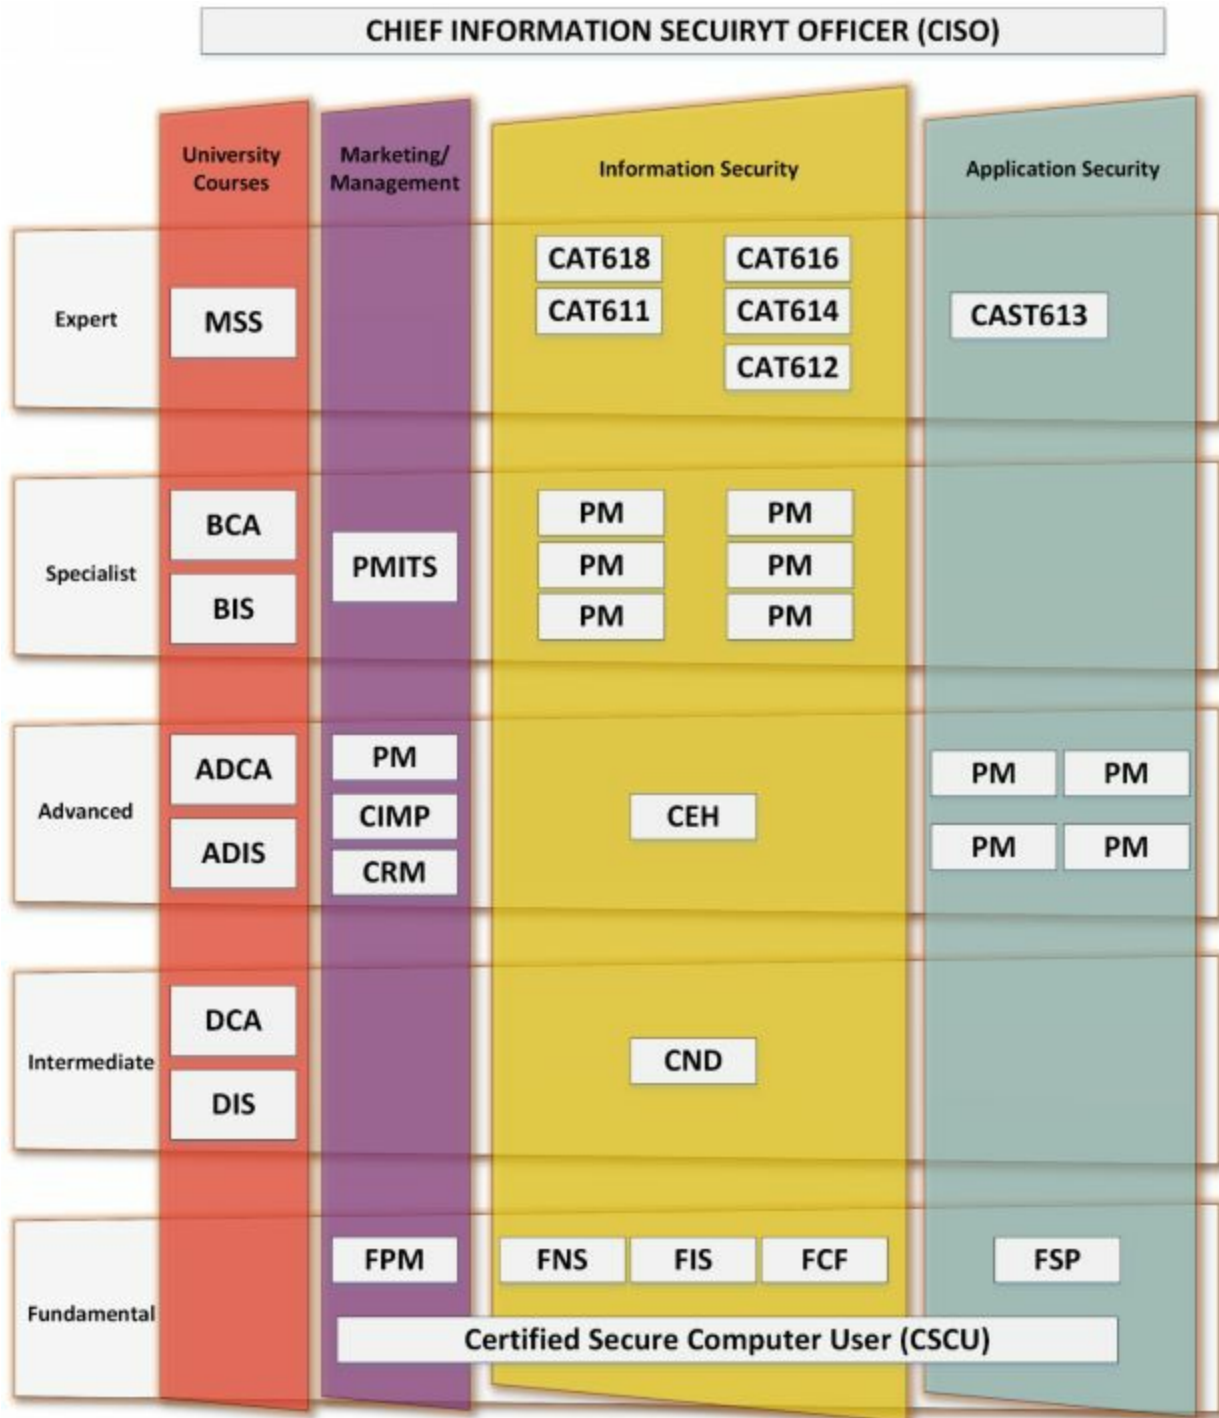 CHIEF INFORMATION SECUIRYT OFFICER (CISO)
University
Courses
Marketing/
Management
Information Security
Application Security
Expert
MSS
CAT618
CAT616
CAT611
CAT614
CAT612
CAST613
Specialist
BCA
BIS
PMITS
PM
PM
PM
PM
PM
PM
Advanced
ADCA
ADIS
PM
CIMP
CRM
CEH
PM
PM
PM
PM
Intermediate
DCA
DIS
CND
Fundamental
FPM
FNS
FIS
FCF
FSP
Certified Secure Computer User (CSCU)